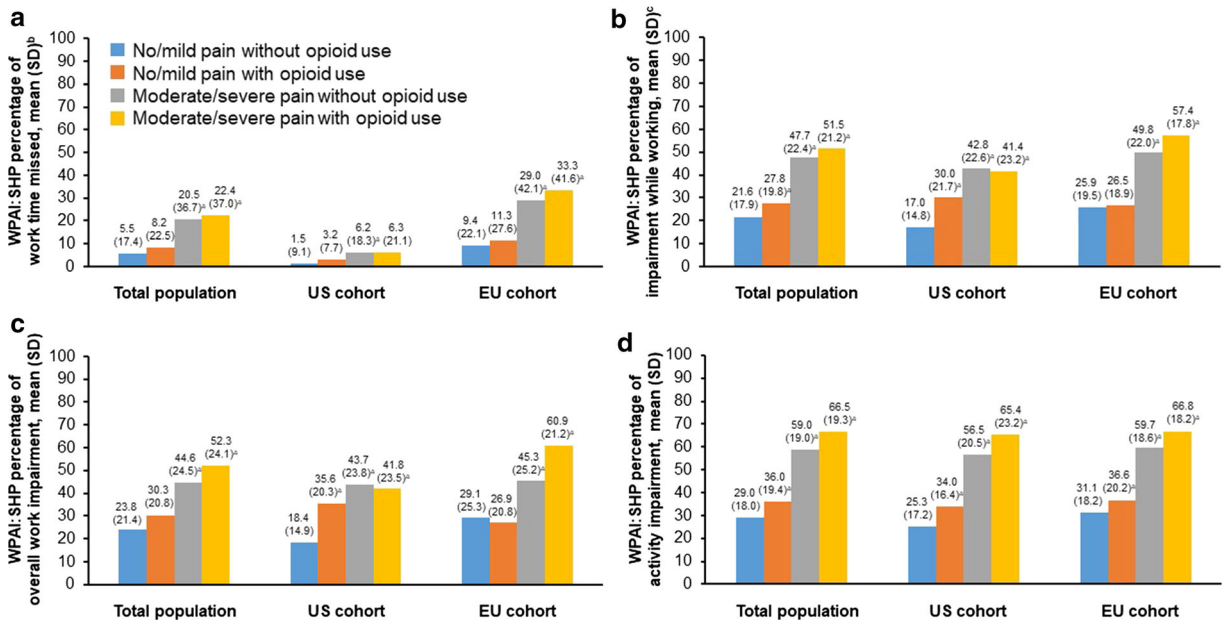 a
WPAI: SHP percentage of
work time missed, mean (SD)ᵇ
100
90
80
70
60
50
40
30
20
10
0
No/mild pain without opioid use
No/mild pain with opioid use
Moderate/severe pain without opioid use
Moderate/severe pain with opioid use
5.5
(17.4)
8.2
(22.5)
20.5
(36.7)ᵃ
22.4
(37.0)ᵃ
1.5
(9.1)
3.2
(7.7)
6.2
(18.3)ᵃ
6.3
(21.1)
9.4
(22.1)
11.3
(27.6)
29.0
(42.1)ᵃ
33.3
(41.6)ᵃ
Total population US cohort EU cohort
b
WPAI: SHP percentage of
impairment while working, mean (SD)ᶜ
100
90
80
70
60
50
40
30
20
10
0
21.6
(17.9)
27.8
(19.8)ᵃ
47.7
(22.4)ᵃ
51.5
(21.2)ᵃ
17.0
(14.8)
30.0
(21.7)ᵃ
42.8
(22.6)ᵃ
41.4
(23.2)ᵃ
25.9
(19.5)
26.5
(18.9)
49.8
(22.0)ᵃ
57.4
(17.8)ᵃ
Total population US cohort EU cohort
c
WPAI: SHP percentage of
overall work impairment, mean (SD)
100
90
80
70
60
50
40
30
20
10
0
23.8
(21.4)
30.3
(20.8)
44.6
(24.5)ᵃ
52.3
(24.1)ᵃ
18.4
(14.9)
35.6
(20.3)ᵃ
43.7
(23.8)ᵃ
41.8
(23.5)ᵃ
29.1
(25.3)
26.9
(20.8)
45.3
(25.2)ᵃ
60.9
(21.2)ᵃ
Total population US cohort EU cohort
d
WPAI: SHP percentage of
activity impairment, mean (SD)
100
90
80
70
60
50
40
30
20
10
0
29.0
(18.0)
36.0
(19.4)ᵃ
59.0
(19.0)ᵃ
66.5
(19.3)ᵃ
25.3
(17.2)
34.0
(16.4)ᵃ
56.5
(20.5)ᵃ
65.4
(23.2)ᵃ
31.1
(18.2)
36.6
(20.2)ᵃ
59.7
(18.6)ᵃ
66.8
(18.2)ᵃ
Total population US cohort EU cohort